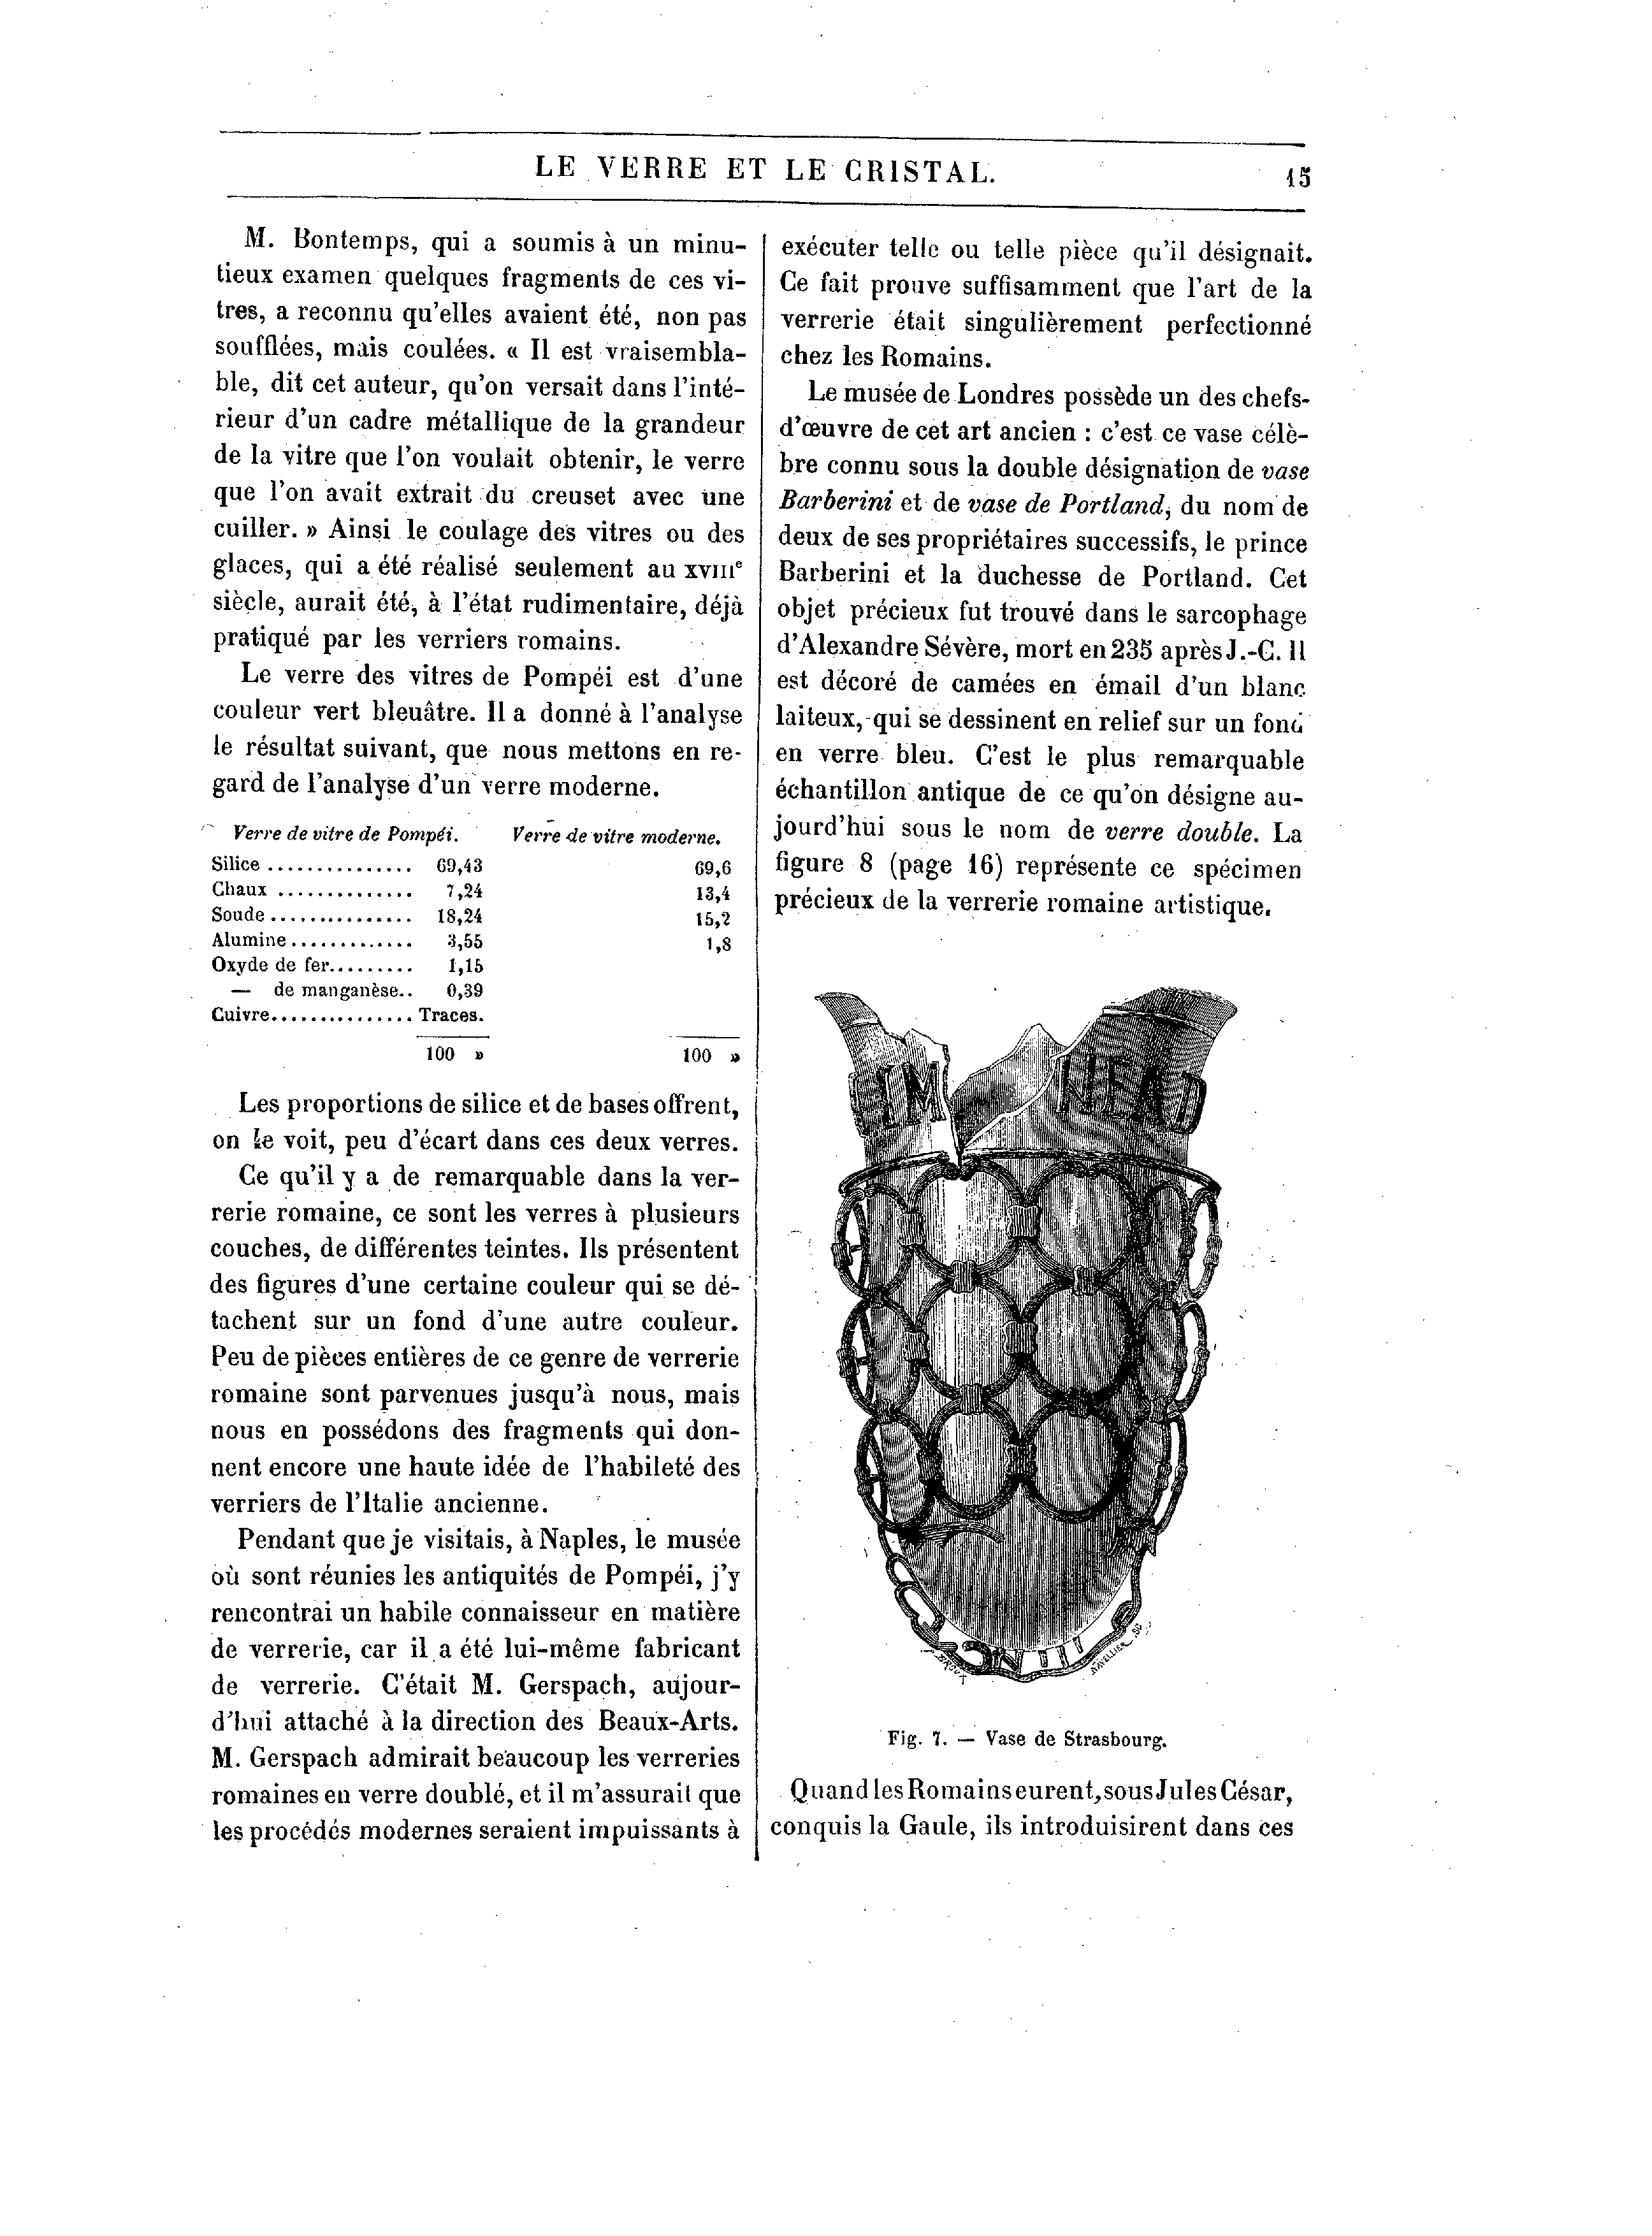 LE VERRE ET LE CRISTAL.
15
M. Bontemps, qui a soumis à un minu-
tieux examen quelques fragments de ces vi-
tres, a reconnu qu'elles avaient été, non pas
soufflées, mais coulées. « Il est vraisembla-
ble, dit cet auteur, qu'on versait dans l'inté-
rieur d'un cadre métallique de la grandeur
de la vitre que l'on voulait obtenir, le verre
que l'on avait extrait du creuset avec une
cuiller. » Ainsi le coulage des vitres ou des
glaces, qui a été réalisé seulement au XVIIIe
siècle, aurait été, à l'état rudimentaire, déjà
pratiqué par les verriers romains.
Le verre des vitres de Pompéi est d'une
couleur vert bleuâtre. Il a donné à l'analyse
le résultat suivant, que nous mettons en re-
gard de l'analyse d'un verre moderne.
Verre de vitre de Pompéi. Verre de vitre moderne.
Silice ............... 69,43 69,6
Chaux .............. 7,24 13,4
Soude ............... 18,24 15,2
Alumine ............. 3,55 1,8
Oxyde de fer......... 1,15
— de manganèse.. 0,39
Cuivre............... Traces.
100 » 100 »
Les proportions de silice et de bases offrent,
on le voit, peu d'écart dans ces deux verres.
Ce qu'il y a de remarquable dans la ver-
rerie romaine, ce sont les verres à plusieurs
couches, de différentes teintes. Ils présentent
des figures d'une certaine couleur qui se dé-
tachent sur un fond d'une autre couleur.
Peu de pièces entières de ce genre de verrerie
romaine sont parvenues jusqu'à nous, mais
nous en possédons des fragments qui don-
nent encore une haute idée de l'habileté des
verriers de l'Italie ancienne.
Pendant que je visitais, à Naples, le musée
où sont réunies les antiquités de Pompéi, j'y
rencontrai un habile connaisseur en matière
de verrerie, car il a été lui-même fabricant
de verrerie. C'était M. Gerspach, aujour-
d'hui attaché à la direction des Beaux-Arts.
M. Gerspach admirait beaucoup les verreries
romaines en verre doublé, et il m'assurait que
les procédés modernes seraient impuissants à
exécuter telle ou telle pièce qu'il désignait.
Ce fait prouve suffisamment que l'art de la
verrerie était singulièrement perfectionné
chez les Romains.
Le musée de Londres possède un des chefs-
d'œuvre de cet art ancien : c'est ce vase célè-
bre connu sous la double désignation de vase
Barberini et de vase de Portland, du nom de
deux de ses propriétaires successifs, le prince
Barberini et la duchesse de Portland. Cet
objet précieux fut trouvé dans le sarcophage
d'Alexandre Sévère, mort en 235 après J.-C. Il
est décoré de camées en émail d'un blanc
laiteux, qui se dessinent en relief sur un fond
en verre bleu. C'est le plus remarquable
échantillon antique de ce qu'on désigne au-
jourd'hui sous le nom de verre double. La
figure 8 (page 16) représente ce spécimen
précieux de la verrerie romaine artistique.
Fig. 7. — Vase de Strasbourg.
Quand les Romains eurent, sous Jules César,
conquis la Gaule, ils introduisirent dans ces